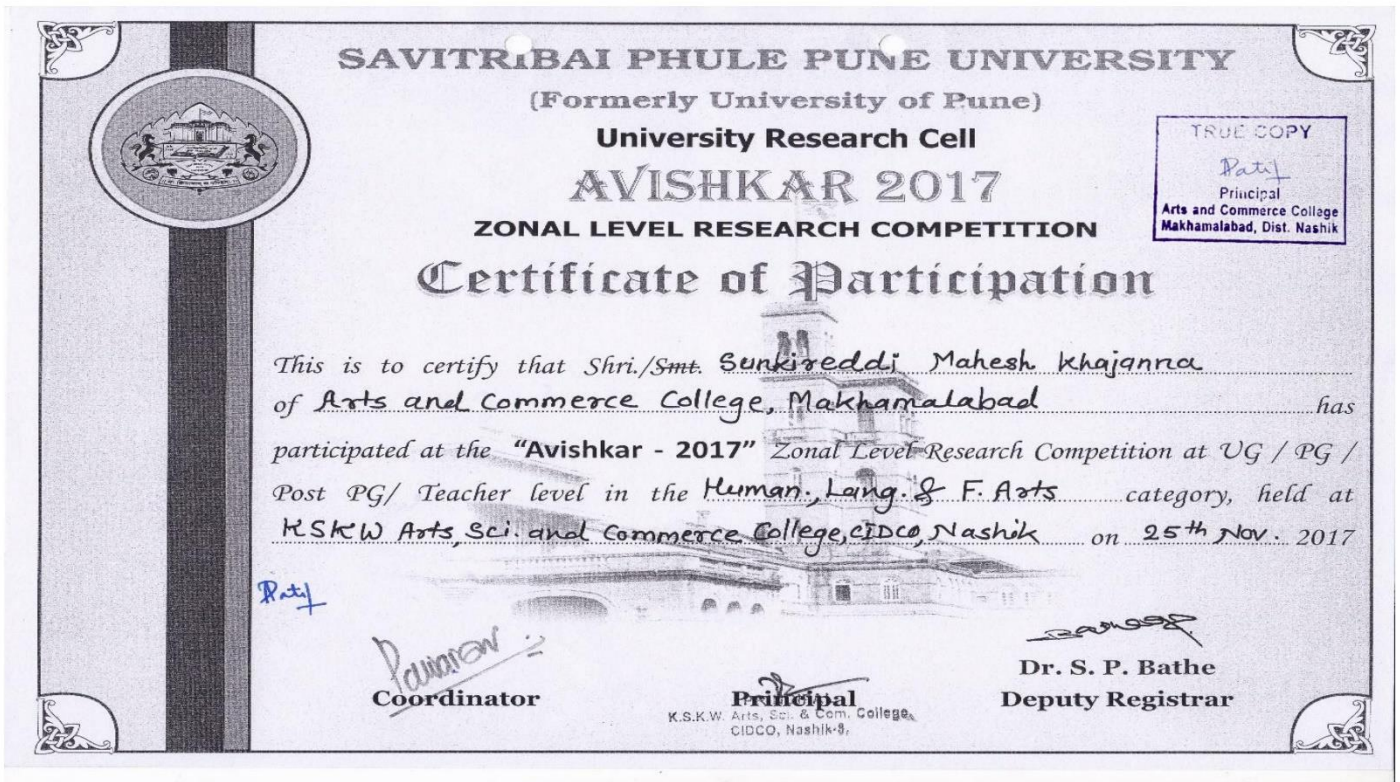 SAVITRIBAI PHULE PUNE UNIVERSITY
(Formerly University of Pune)
University Research Cell
AVISHKAR 2017
ZONAL LEVEL RESEARCH COMPETITION
Certificate of Participation
TRUE COPY
Patil
Principal
Arts and Commerce College
Makhamalabad, Dist. Nashik
This is to certify that Shri./Smt. Sunkireddi Mahesh Khajanna
of Arts and Commerce College, Makhamalabad has
participated at the "Avishkar - 2017" Zonal Level Research Competition at UG / PG /
Post PG/ Teacher level in the Human., Lang. & F. Arts category, held at
KSKW Arts, Sci. and Commerce College, CIDCO, Nashik on 25th Nov. 2017
Patil
Coordinator
Principal
K.S.K.W. Arts, Sci. & Com. College,
CIDCO, Nashik-8.
Dr. S. P. Bathe
Deputy Registrar